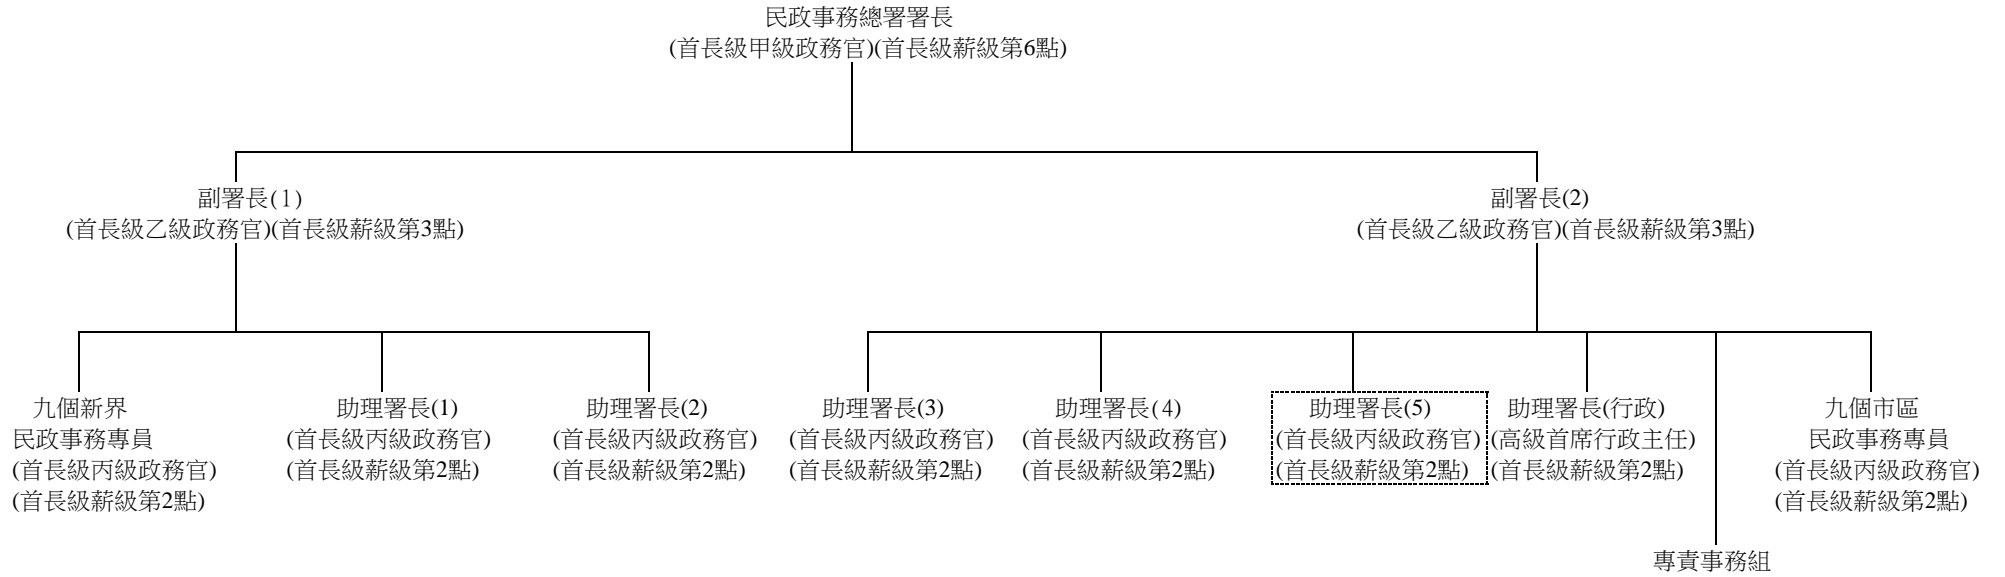 民政事務總署署長
(首長級甲級政務官)(首長級薪級第6點)
副署長(1)
(首長級乙級政務官)(首長級薪級第3點)
副署長(2)
(首長級乙級政務官)(首長級薪級第3點)
九個新界
民政事務專員
(首長級丙級政務官)
(首長級薪級第2點)
助理署長(1)
(首長級丙級政務官)
(首長級薪級第2點)
助理署長(2)
(首長級丙級政務官)
(首長級薪級第2點)
助理署長(3)
(首長級丙級政務官)
(首長級薪級第2點)
助理署長(4)
(首長級丙級政務官)
(首長級薪級第2點)
助理署長(5)
(首長級丙級政務官)
(首長級薪級第2點)
助理署長(行政)
(高級首席行政主任)
(首長級薪級第2點)
九個市區
民政事務專員
(首長級丙級政務官)
(首長級薪級第2點)
專責事務組